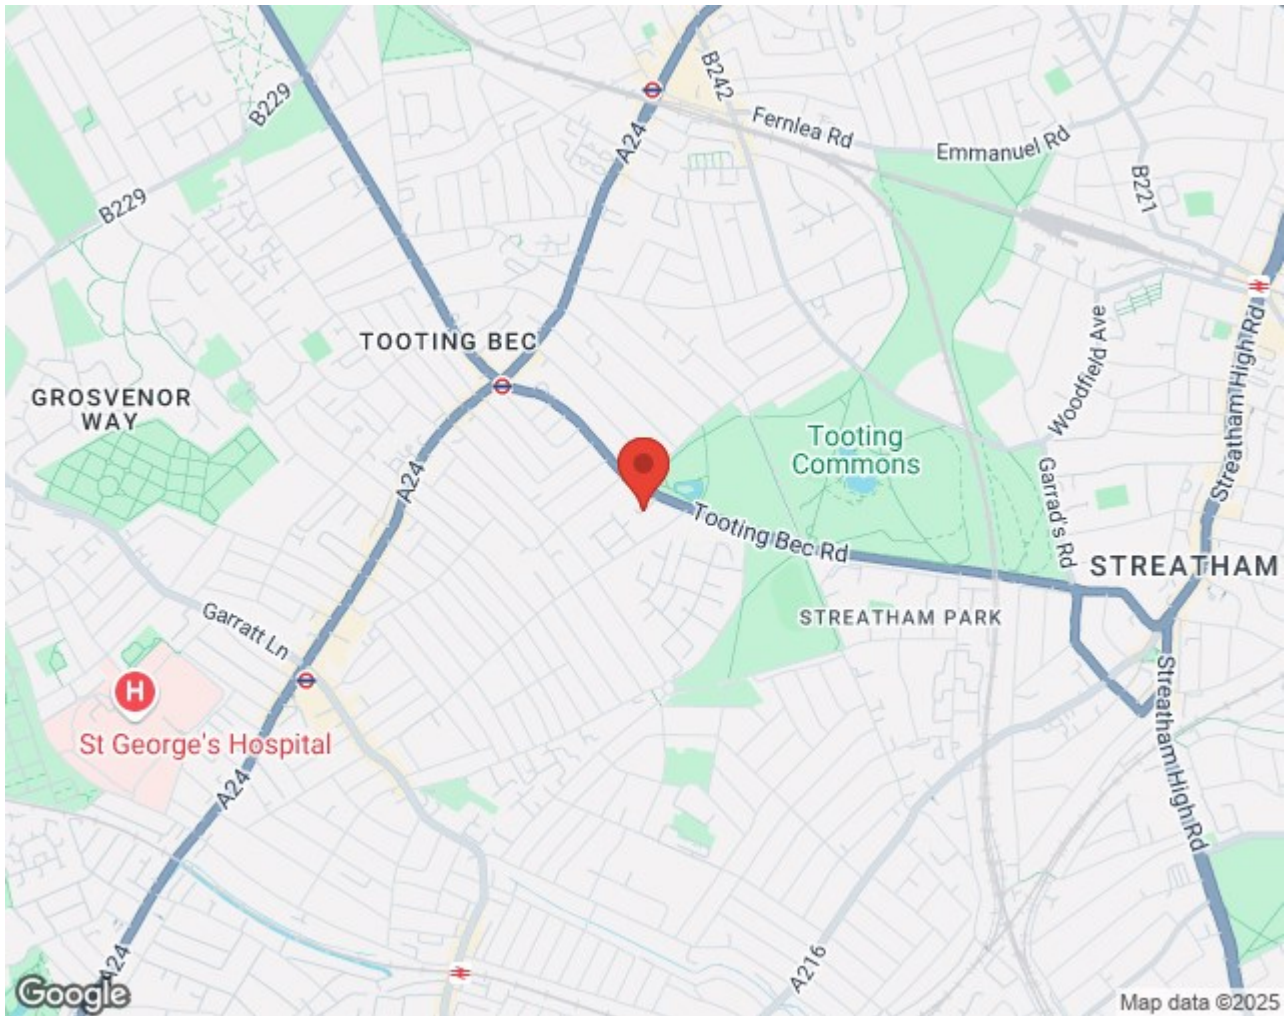 B229
B242
Fernlea Rd
Emmanuel Rd
A24
B221
B229
TOOTING BEC
Woodfield Ave
Streatham High Rd
GROSVENOR
WAY
Tooting
Commons
A24
Garrad's Rd
Tooting Bec Rd
STREATHAM
STREATHAM PARK
Garratt Ln
H
St George's Hospital
Streatham High Rd
A24
A216
A24
Google
Map data ©2025